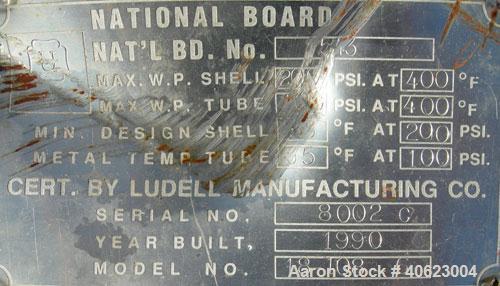 NATIONAL BOARD
NAT'L BD. No.
MAX. W.P. SHELL PSI. AT 400 °F
MAX. W.P. TUBE PSI. AT 400 °F
MIN. DESIGN SHELL °F AT 200 PSI.
METAL TEMP TUBE °F AT 100 PSI.
CERT. BY LUDELL MANUFACTURING CO.
SERIAL NO. 8002 C
YEAR BUILT, 1990
MODEL NO.
Aaron Stock # 40623004